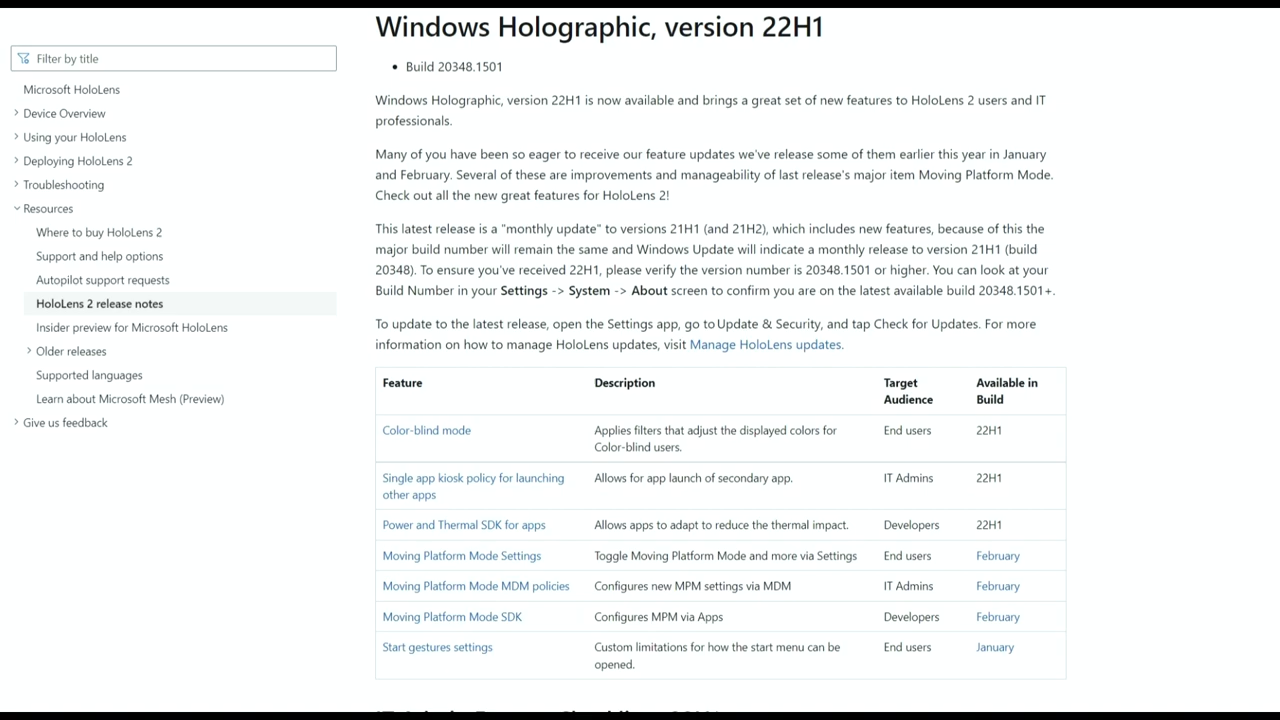 Windows Holographic, version 22H1
Filter by title
Microsoft HoloLens
Device Overview
Using your HoloLens
Deploying HoloLens 2
Troubleshooting
Resources
Where to buy HoloLens 2
Support and help options
Autopilot support requests
HoloLens 2 release notes
Insider preview for Microsoft HoloLens
Older releases
Supported languages
Learn about Microsoft Mesh (Preview)
Give us feedback
• Build 20348.1501
Windows Holographic, version 22H1 is now available and brings a great set of new features to HoloLens 2 users and IT
professionals.
Many of you have been so eager to receive our feature updates we've release some of them earlier this year in January
and February. Several of these are improvements and manageability of last release's major item Moving Platform Mode.
Check out all the new great features for HoloLens 2!
This latest release is a "monthly update" to versions 21H1 (and 21H2), which includes new features, because of this the
major build number will remain the same and Windows Update will indicate a monthly release to version 21H1 (build
20348). To ensure you've received 22H1, please verify the version number is 20348.1501 or higher. You can look at your
Build Number in your Settings -> System -> About screen to confirm you are on the latest available build 20348.1501+.
To update to the latest release, open the Settings app, go to Update & Security, and tap Check for Updates. For more
information on how to manage HoloLens updates, visit Manage HoloLens updates.
Feature Description Target Audience Available in Build
Color-blind mode Applies filters that adjust the displayed colors for Color-blind users. End users 22H1
Single app kiosk policy for launching other apps Allows for app launch of secondary app. IT Admins 22H1
Power and Thermal SDK for apps Allows apps to adapt to reduce the thermal impact. Developers 22H1
Moving Platform Mode Settings Toggle Moving Platform Mode and more via Settings End users February
Moving Platform Mode MDM policies Configures new MPM settings via MDM IT Admins February
Moving Platform Mode SDK Configures MPM via Apps Developers February
Start gestures settings Custom limitations for how the start menu can be opened. End users January